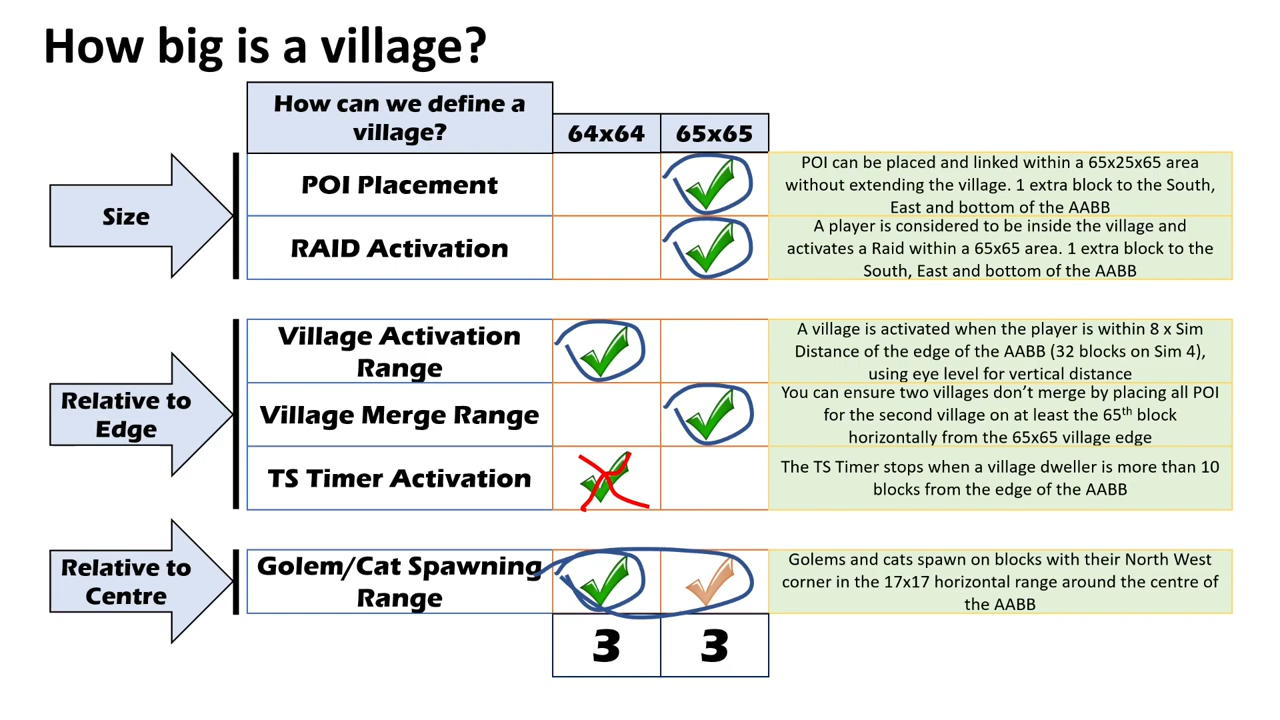 How big is a village?
How can we define a
village?
64x64
65x65
Size
POI Placement
POI can be placed and linked within a 65x25x65 area
without extending the village. 1 extra block to the South,
East and bottom of the AABB
RAID Activation
A player is considered to be inside the village and
activates a Raid within a 65x65 area. 1 extra block to the
South, East and bottom of the AABB
Relative to
Edge
Village Activation
Range
A village is activated when the player is within 8 x Sim
Distance of the edge of the AABB (32 blocks on Sim 4),
using eye level for vertical distance
Village Merge Range
You can ensure two villages don’t merge by placing all POI
for the second village on at least the 65th block
horizontally from the 65x65 village edge
TS Timer Activation
The TS Timer stops when a village dweller is more than 10
blocks from the edge of the AABB
Relative to
Centre
Golem/Cat Spawning
Range
Golems and cats spawn on blocks with their North West
corner in the 17x17 horizontal range around the centre of
the AABB
3
3